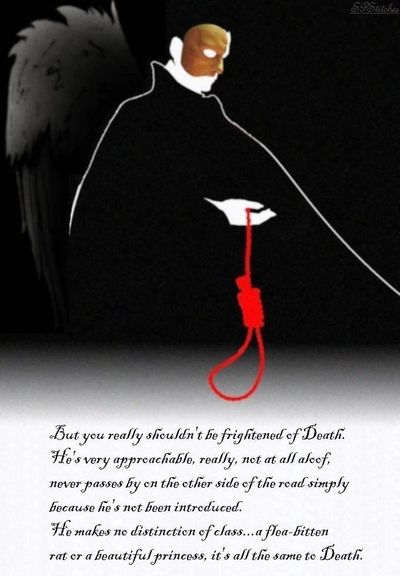 SPStitches
But you really shouldn't be frightened of Death.
He's very approachable, really, not at all aloof,
never passes by on the other side of the road simply
because he's not been introduced.
He makes no distinction of class...a flea-bitten
rat or a beautiful princess, it's all the same to Death.